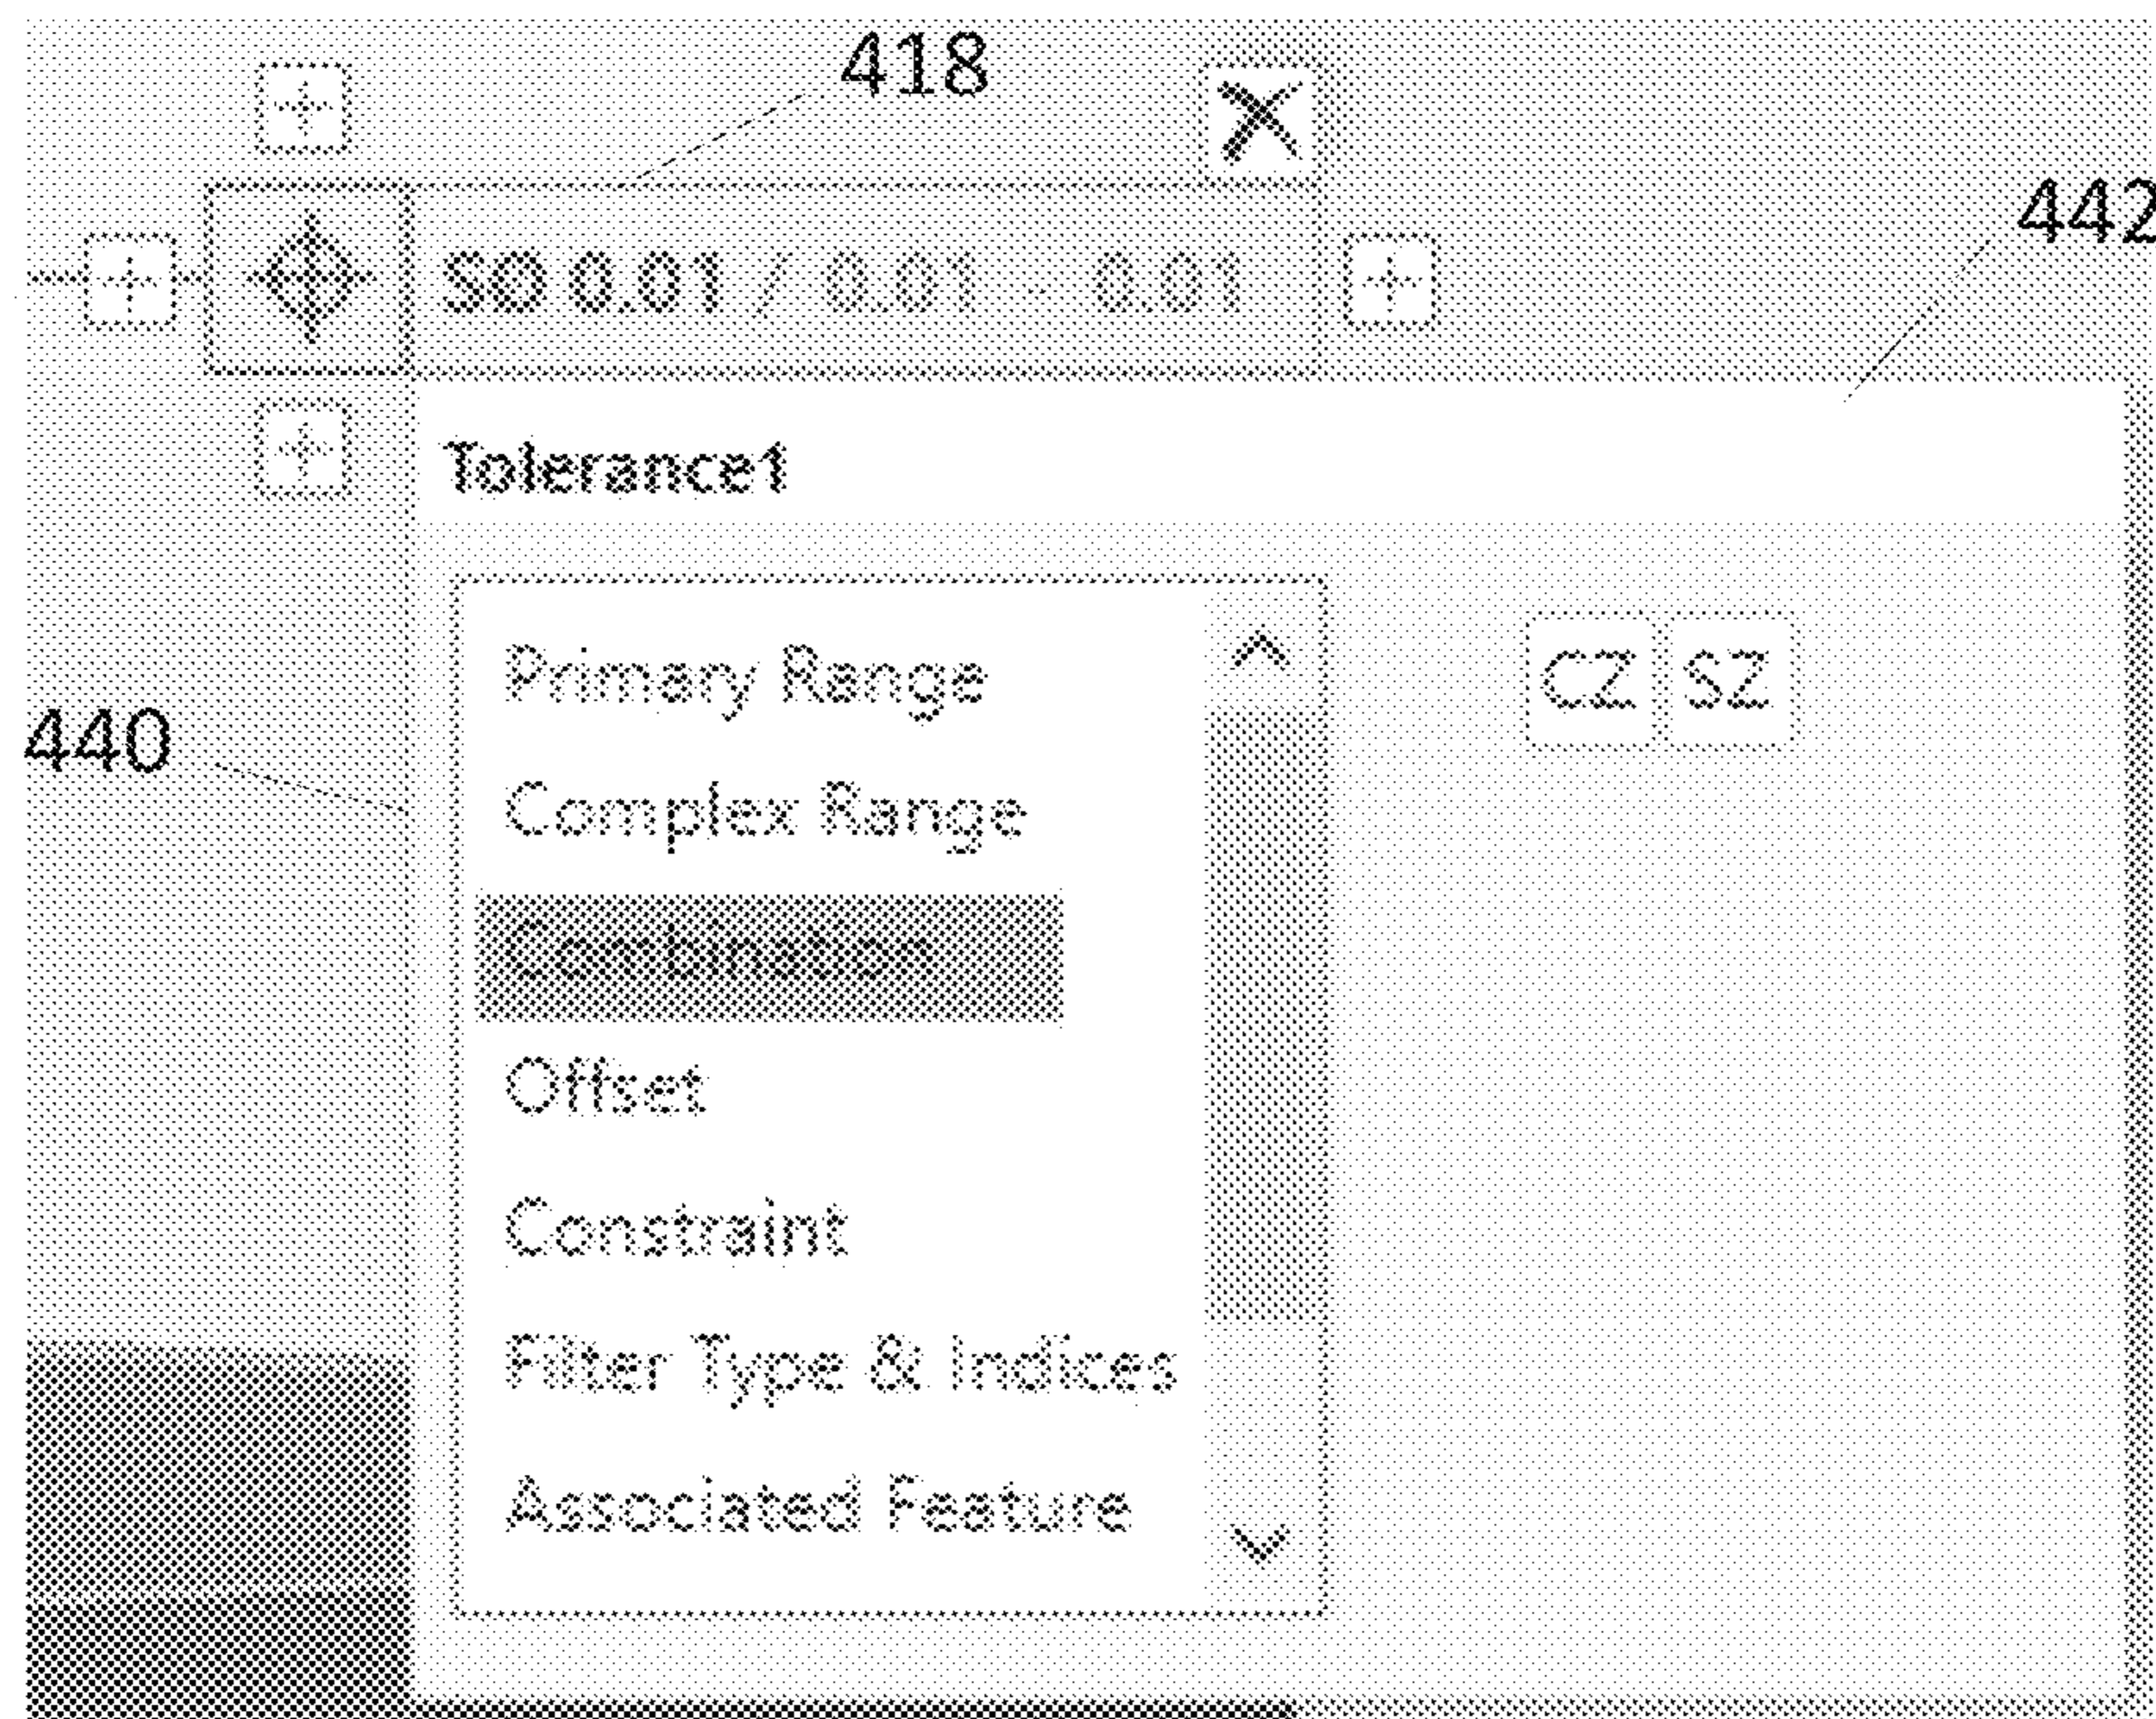 418
442
SØ 0.01 / 0.01 - 0.01
Tolerance1
Primary Range
CZ SZ
440
Complex Range
Combination
Offset
Constraint
Filter Type & Indices
Associated Feature